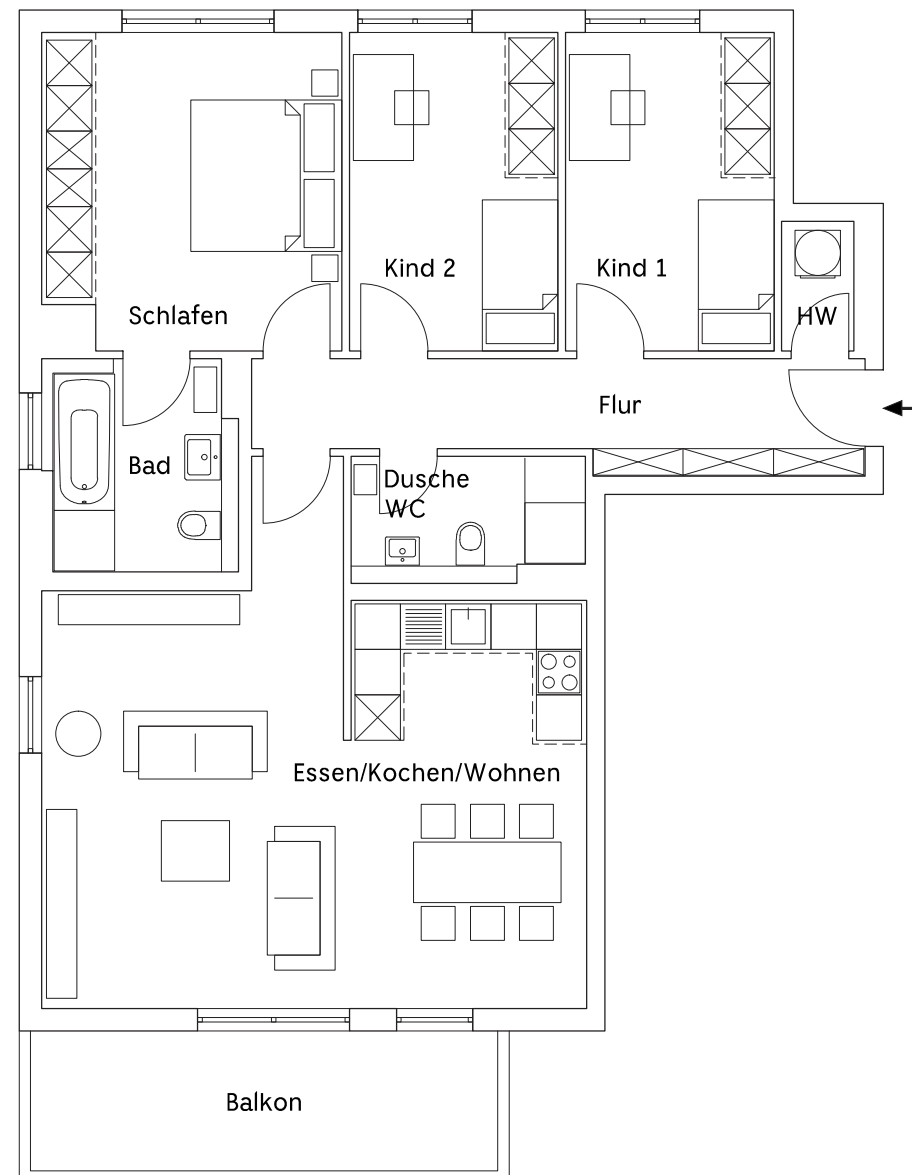 Kind 2
Kind 1
Schlafen
HW
Flur
Bad
Dusche
WC
Essen/Kochen/Wohnen
Balkon